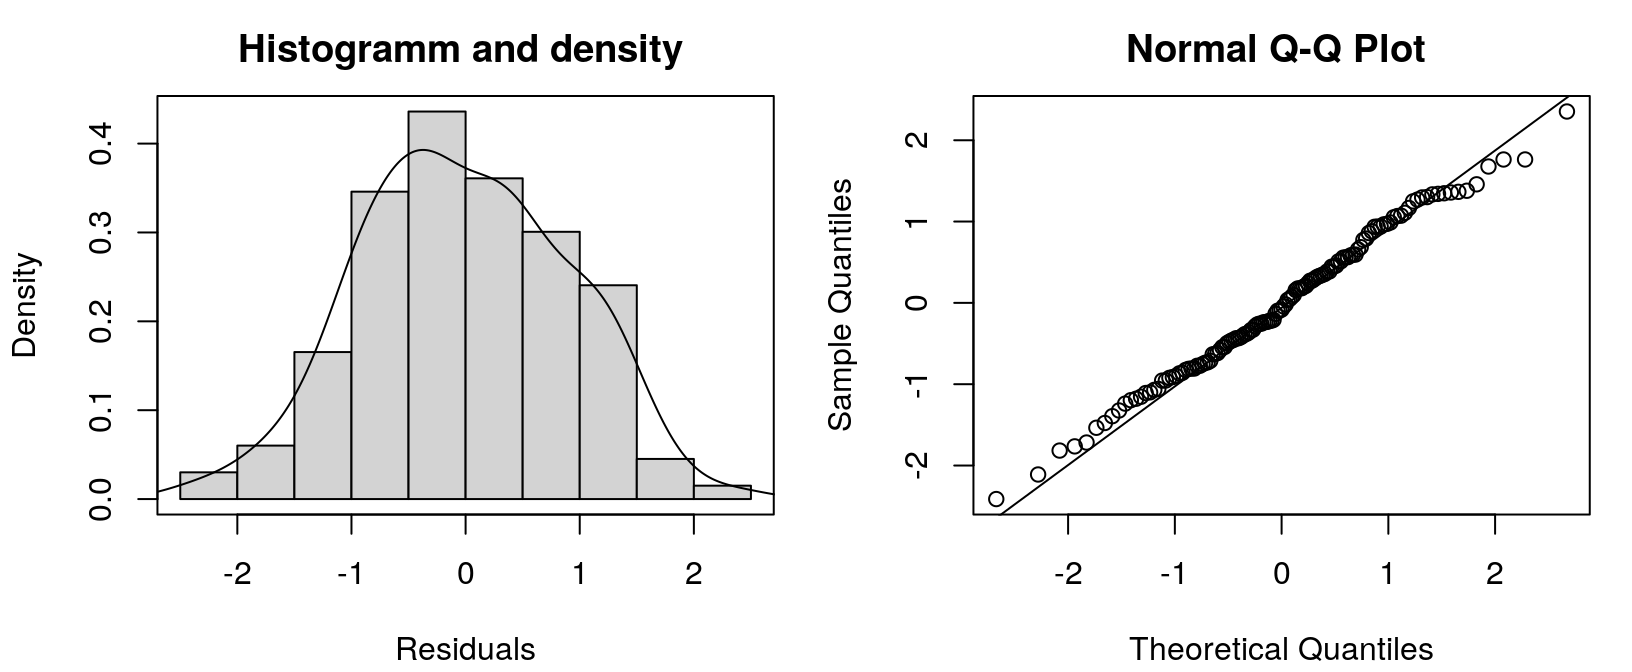 Histogramm and density
Density
0.0 0.1 0.2 0.3 0.4
-2 -1 0 1 2
Residuals
Normal Q-Q Plot
Sample Quantiles
-2 -1 0 1 2
-2 -1 0 1 2
Theoretical Quantiles